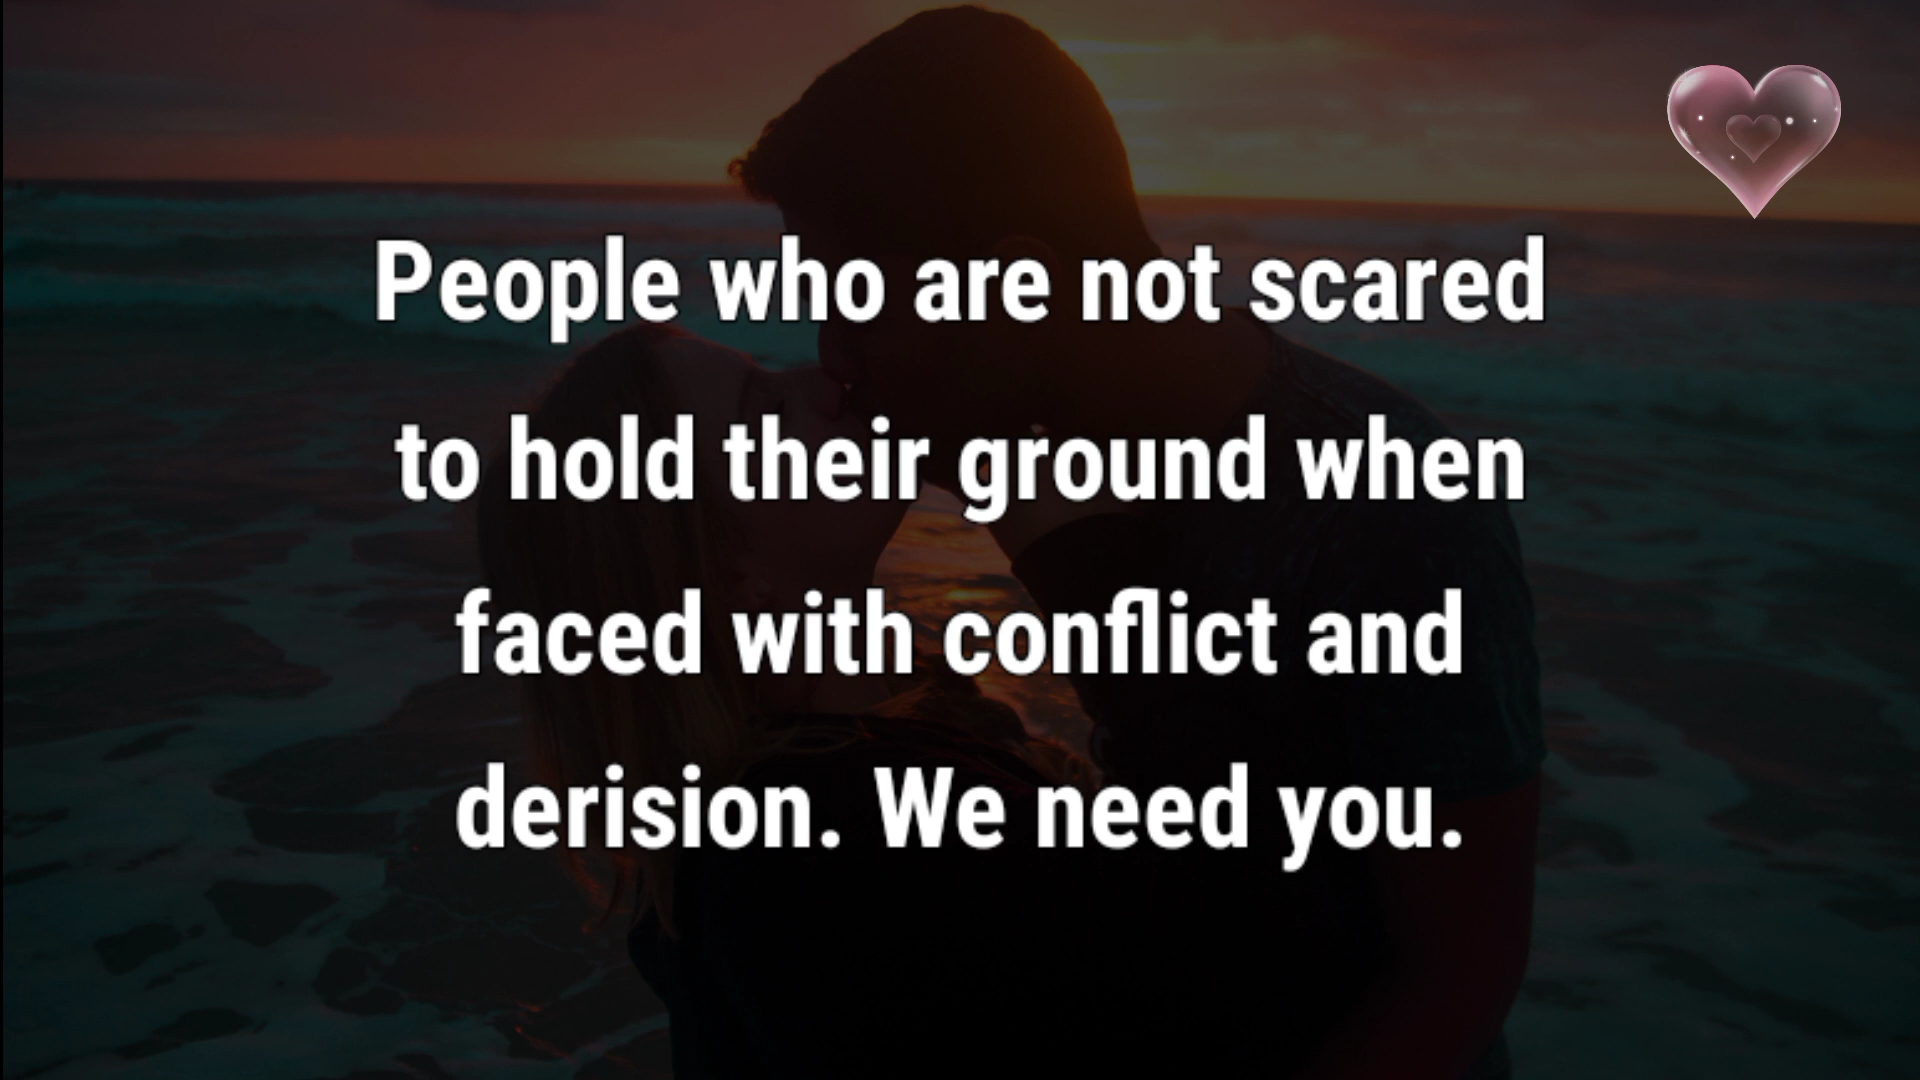 People who are not scared
to hold their ground when
faced with conflict and
derision. We need you.